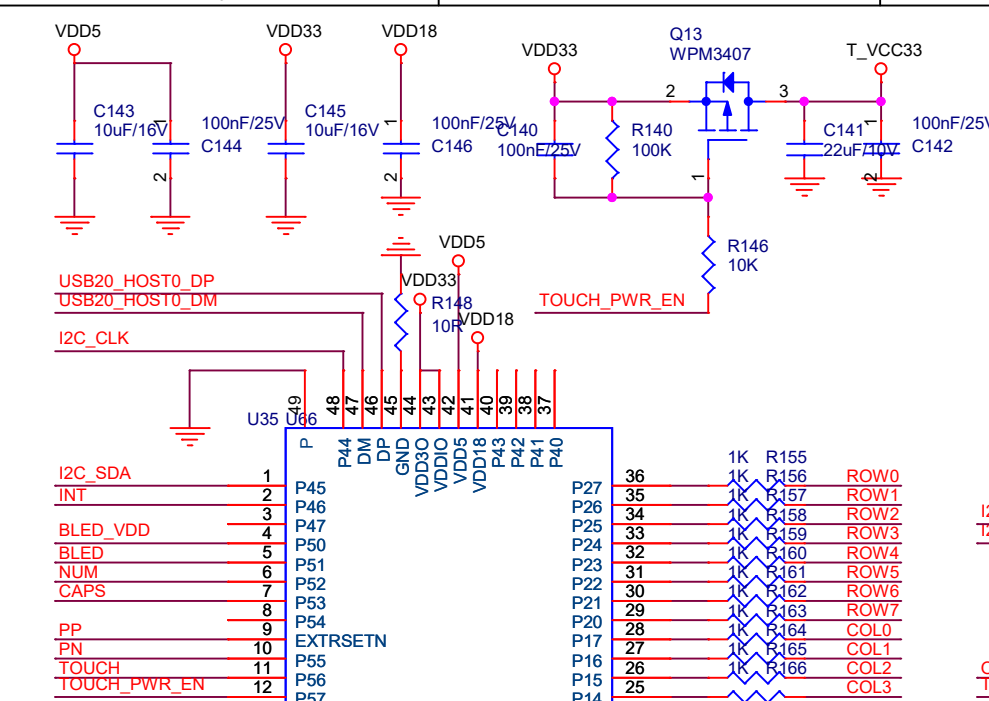 VDD5
VDD33
VDD18
VDD33
Q13
WPM3407
T_VCC33
2
3
C143
10uF/16V
1
100nF/25V
C144
2
C145
10uF/16V
1
100nF/25V
C146
2
C140
100nF/25V
R140
100K
1
C141
22uF/10V
1
100nF/25V
C142
2
R146
10K
TOUCH_PWR_EN
VDD5
VDD33
R148
10R
VDD18
USB20_HOST0_DP
USB20_HOST0_DM
I2C_CLK
49 48 47 46 45 44 43 42 41 40 39 38 37
U35 U66
P P44 DM DP GND VDD3O VDDIO VDD5 VDD18 P43 P42 P41 P40
I2C_SDA 1 P45
INT 2 P46
3 P47
BLED_VDD 4 P50
BLED 5 P51
NUM 6 P52
CAPS 7 P53
8 P54
PP 9 EXTRSETN
PN 10 P55
TOUCH 11 P56
TOUCH_PWR_EN 12 P57
1K R155
P27 36 1K R156 ROW0
P26 35 1K R157 ROW1
P25 34 1K R158 ROW2
P24 33 1K R159 ROW3
P23 32 1K R160 ROW4
P22 31 1K R161 ROW5
P21 30 1K R162 ROW6
P20 29 1K R163 ROW7
P17 28 1K R164 COL0
P16 27 1K R165 COL1
P15 26 1K R166 COL2
P14 25 COL3